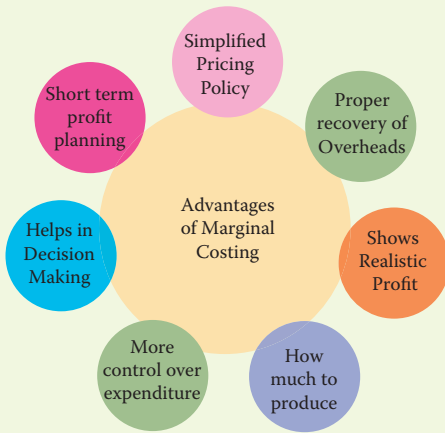 Simplified
Pricing
Policy
Proper
recovery of
Overheads
Shows
Realistic
Profit
How
much to
produce
More
control over
expenditure
Helps in
Decision
Making
Short term
profit
planning
Advantages
of Marginal
Costing